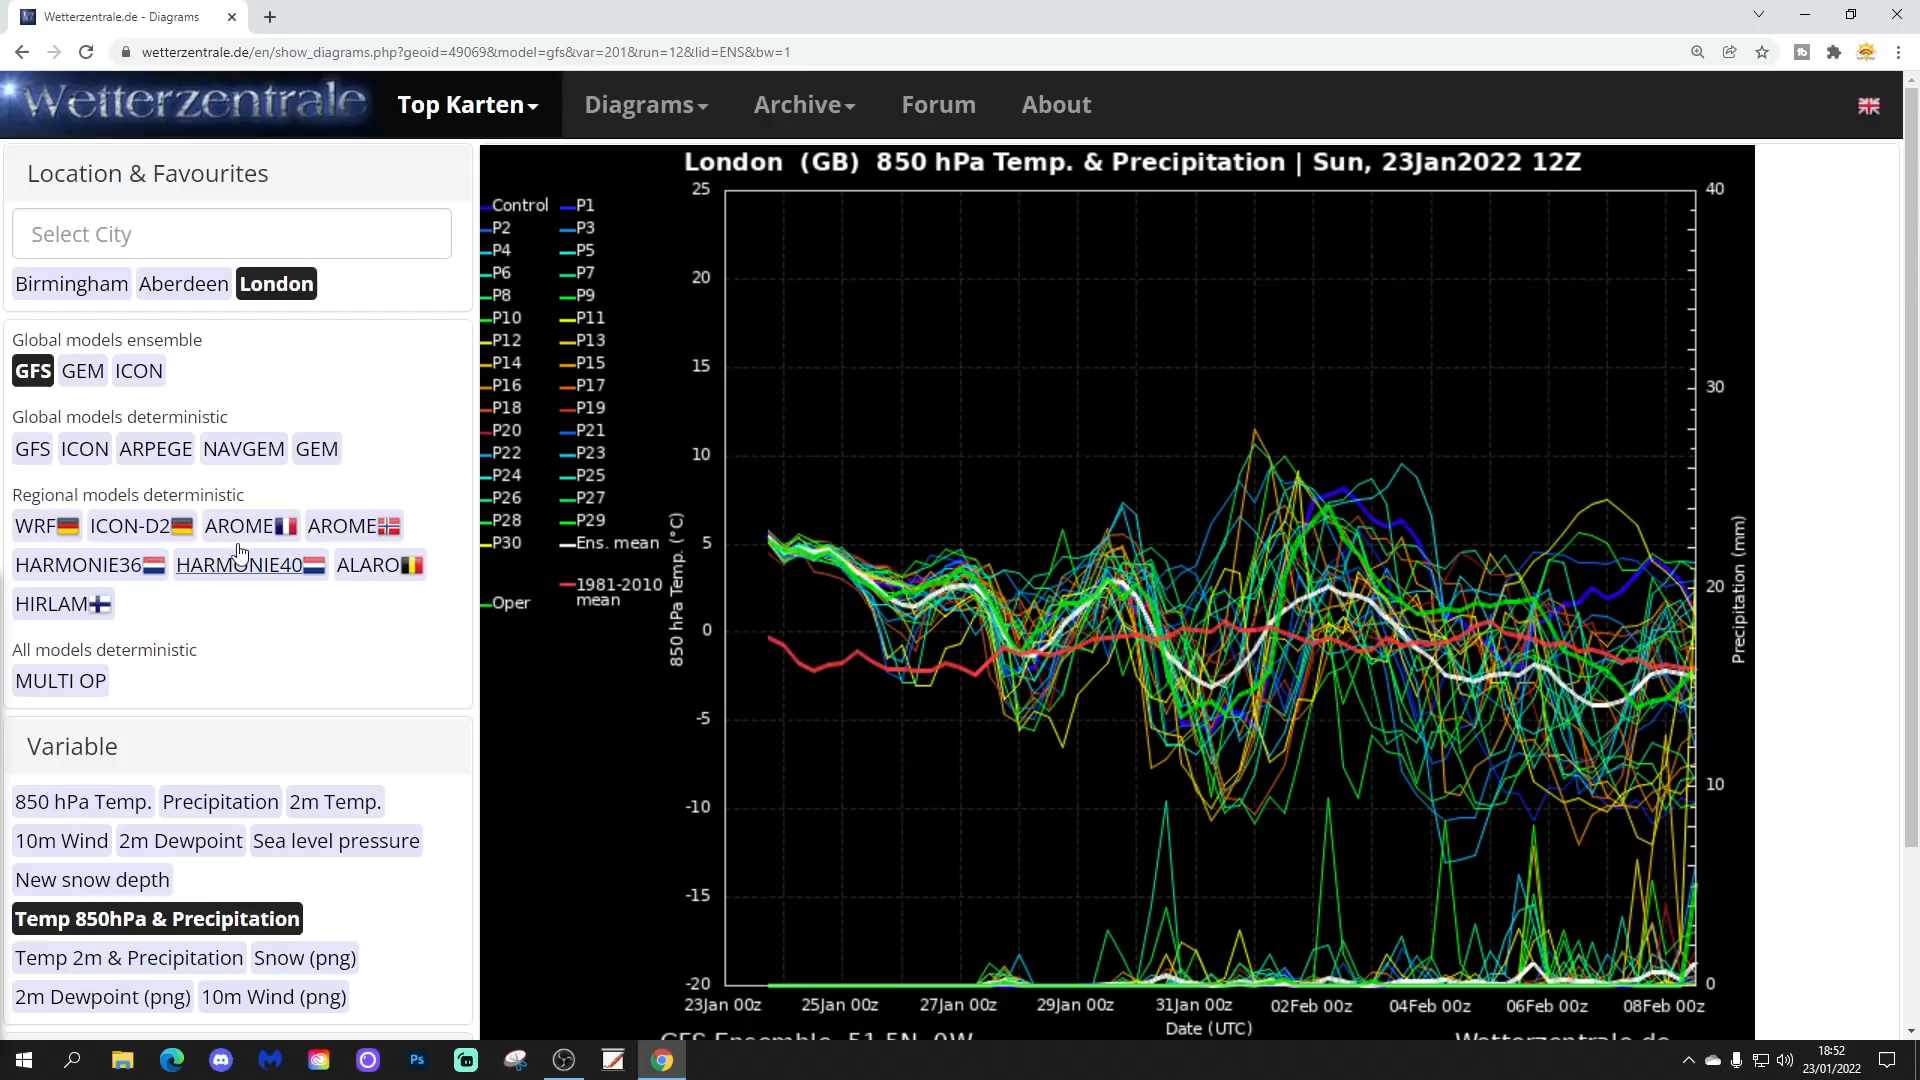 Wetterzentrale.de - Diagrams
wetterzentrale.de/en/show_diagrams.php?geoid=49069&model=gfs&var=201&run=12&lid=ENS&bw=1
Wetterzentrale Top Karten Diagrams Archive Forum About
Location & Favourites
Select City
Birmingham Aberdeen London
Global models ensemble
GFS GEM ICON
Global models deterministic
GFS ICON ARPEGE NAVGEM GEM
Regional models deterministic
WRF ICON-D2 AROME AROME
HARMONIE36 HARMONIE40 ALARO
HIRLAM
All models deterministic
MULTI OP
Variable
850 hPa Temp. Precipitation 2m Temp.
10m Wind 2m Dewpoint Sea level pressure
New snow depth
Temp 850hPa & Precipitation
Temp 2m & Precipitation Snow (png)
2m Dewpoint (png) 10m Wind (png)
London (GB) 850 hPa Temp. & Precipitation | Sun, 23Jan2022 12Z
Control P1
P2 P3
P4 P5
P6 P7
P8 P9
P10 P11
P12 P13
P14 P15
P16 P17
P18 P19
P20 P21
P22 P23
P24 P25
P26 P27
P28 P29
P30 Ens. mean
1981-2010
mean
Oper
850 hPa Temp. (°C)
25
20
15
10
5
0
-5
-10
-15
-20
40
30
20
10
0
Precipitation (mm)
23Jan 00z 25Jan 00z 27Jan 00z 29Jan 00z 31Jan 00z 02Feb 00z 04Feb 00z 06Feb 00z 08Feb 00z
Date (UTC)
GFS Ensemble 51.5N 0W Wetterzentrale.de
Ps
18:52
23/01/2022